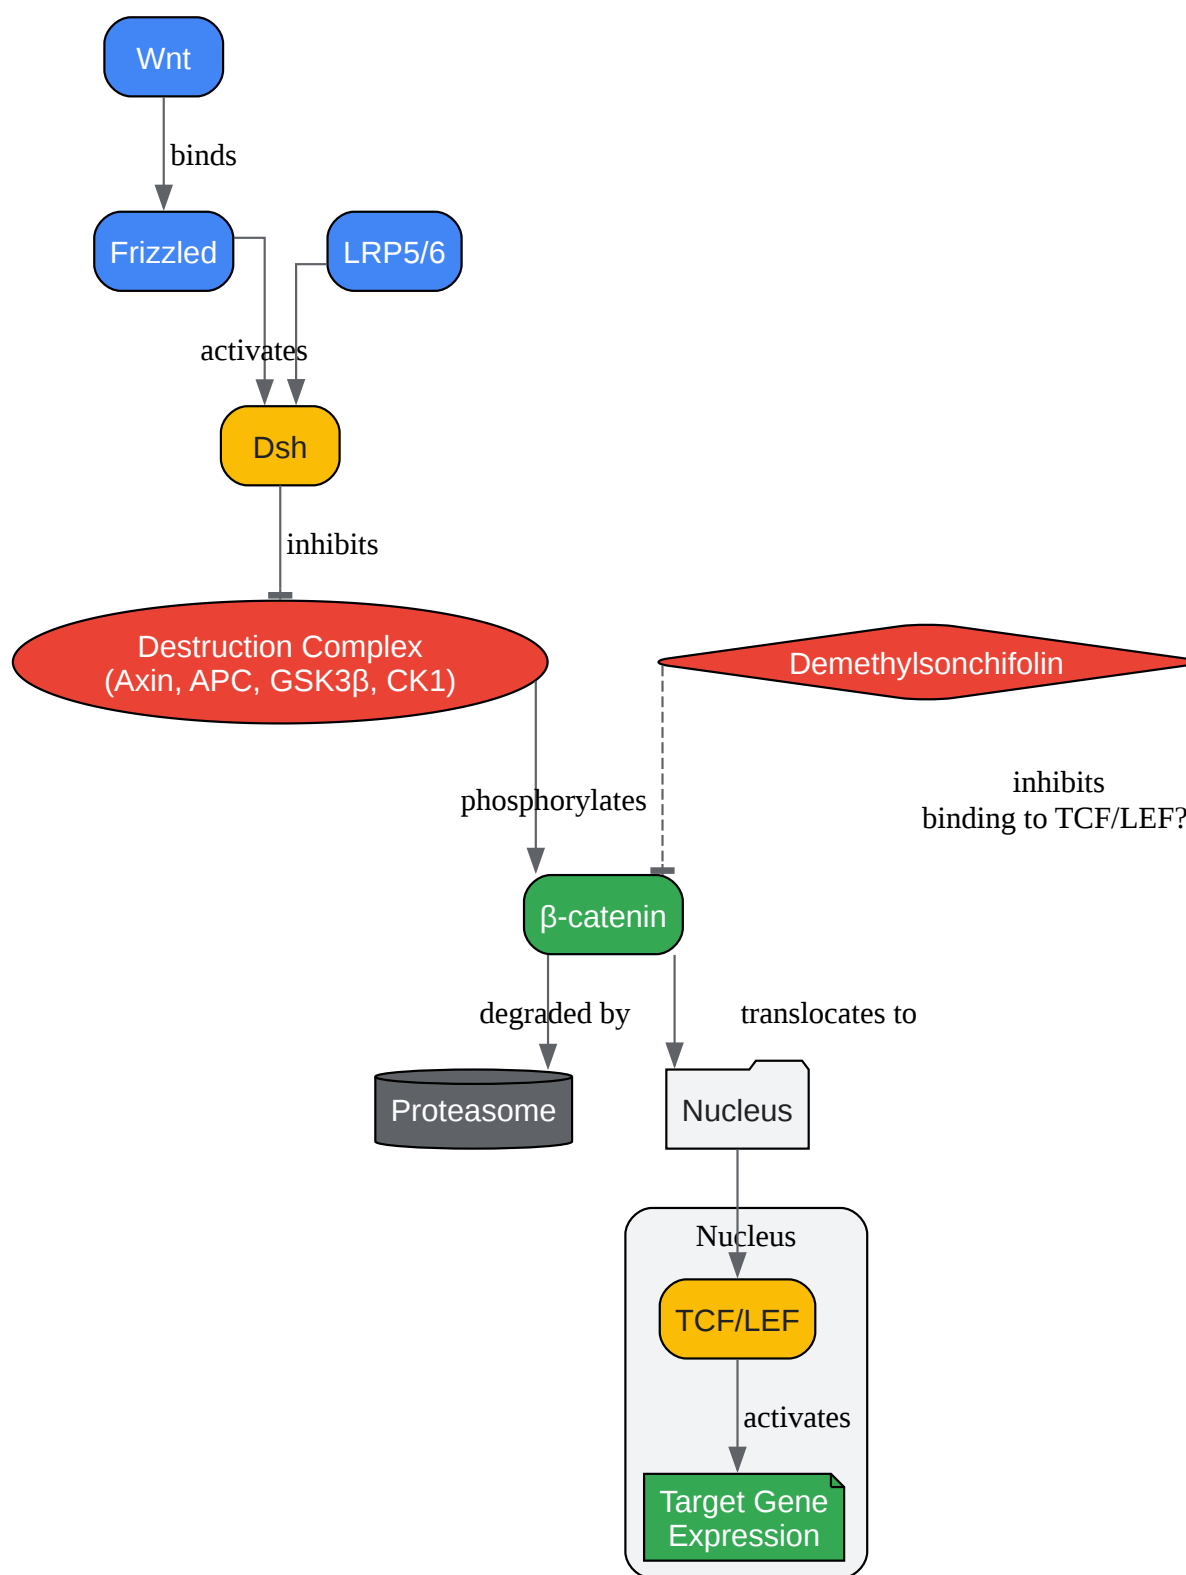 Wnt
binds
Frizzled
LRP5/6
activates
Dsh
inhibits
Destruction Complex
(Axin, APC, GSK3β, CK1)
Demethylsonchifolin
inhibits
binding to TCF/LEF?
phosphorylates
β-catenin
degraded by
translocates to
Proteasome
Nucleus
Nucleus
TCF/LEF
activates
Target Gene
Expression